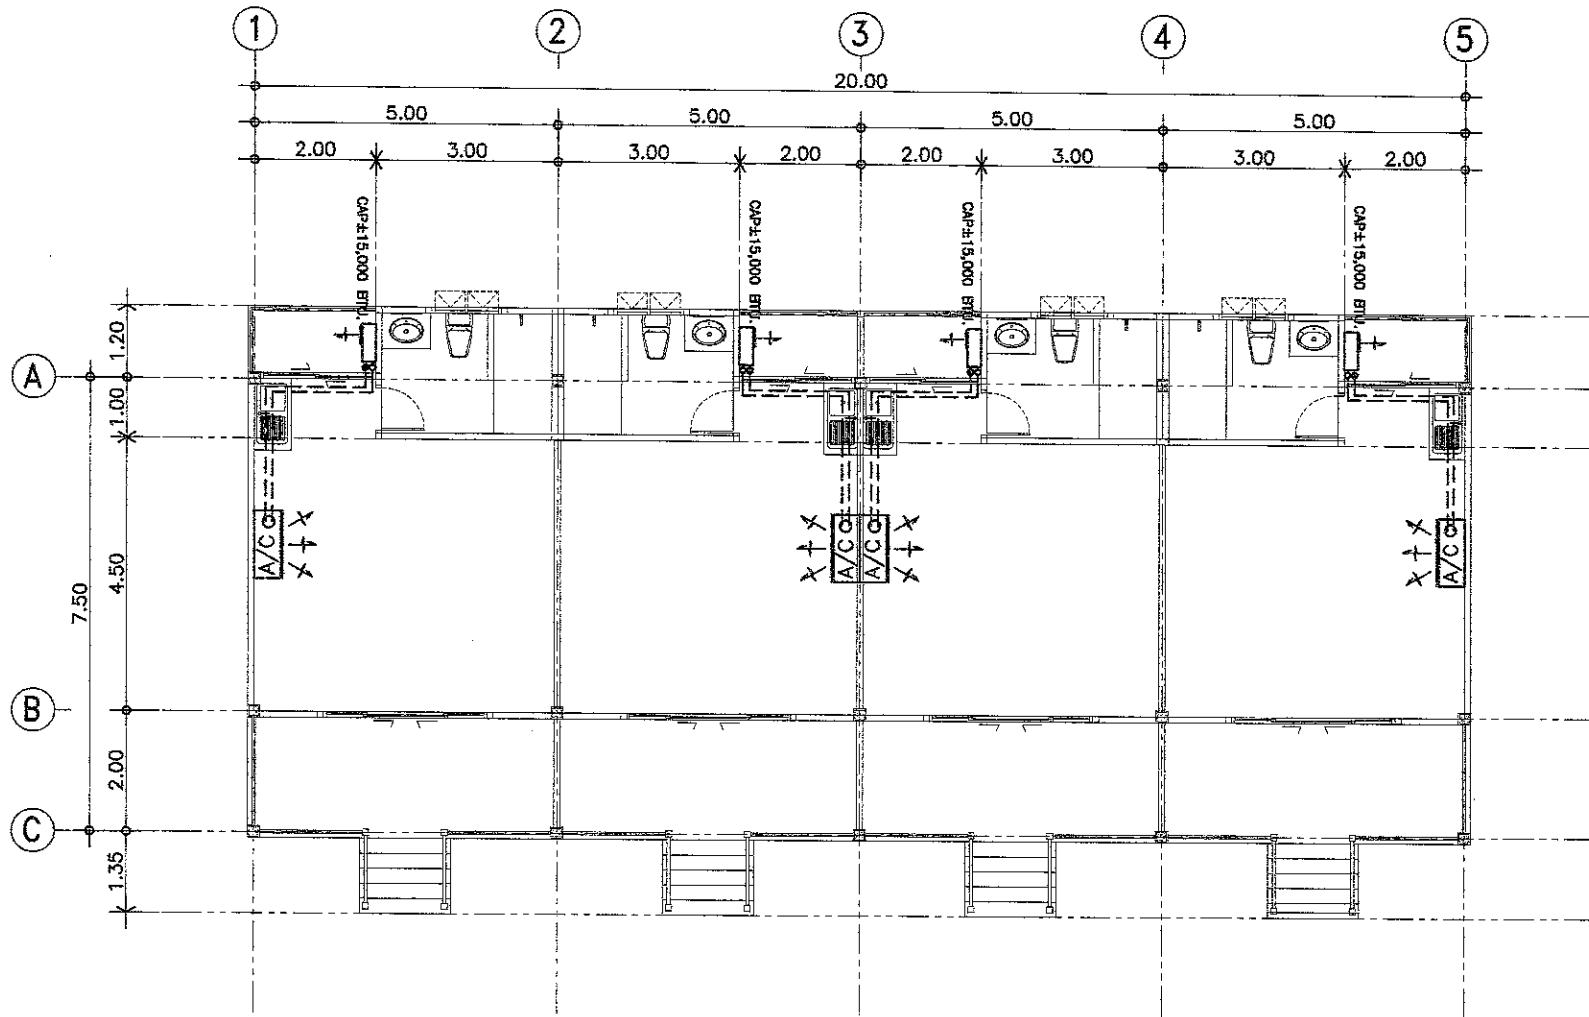 1 2 3 4 5
20.00
5.00 5.00 5.00 5.00
2.00 3.00 3.00 2.00 2.00 3.00 3.00 2.00
CAP±15,000 BTU.
CAP±15,000 BTU.
CAP±15,000 BTU.
CAP±15,000 BTU.
1.20
A
1.00
A/C
A/C
A/C
A/C
4.50
7.50
B
2.00
C
1.35